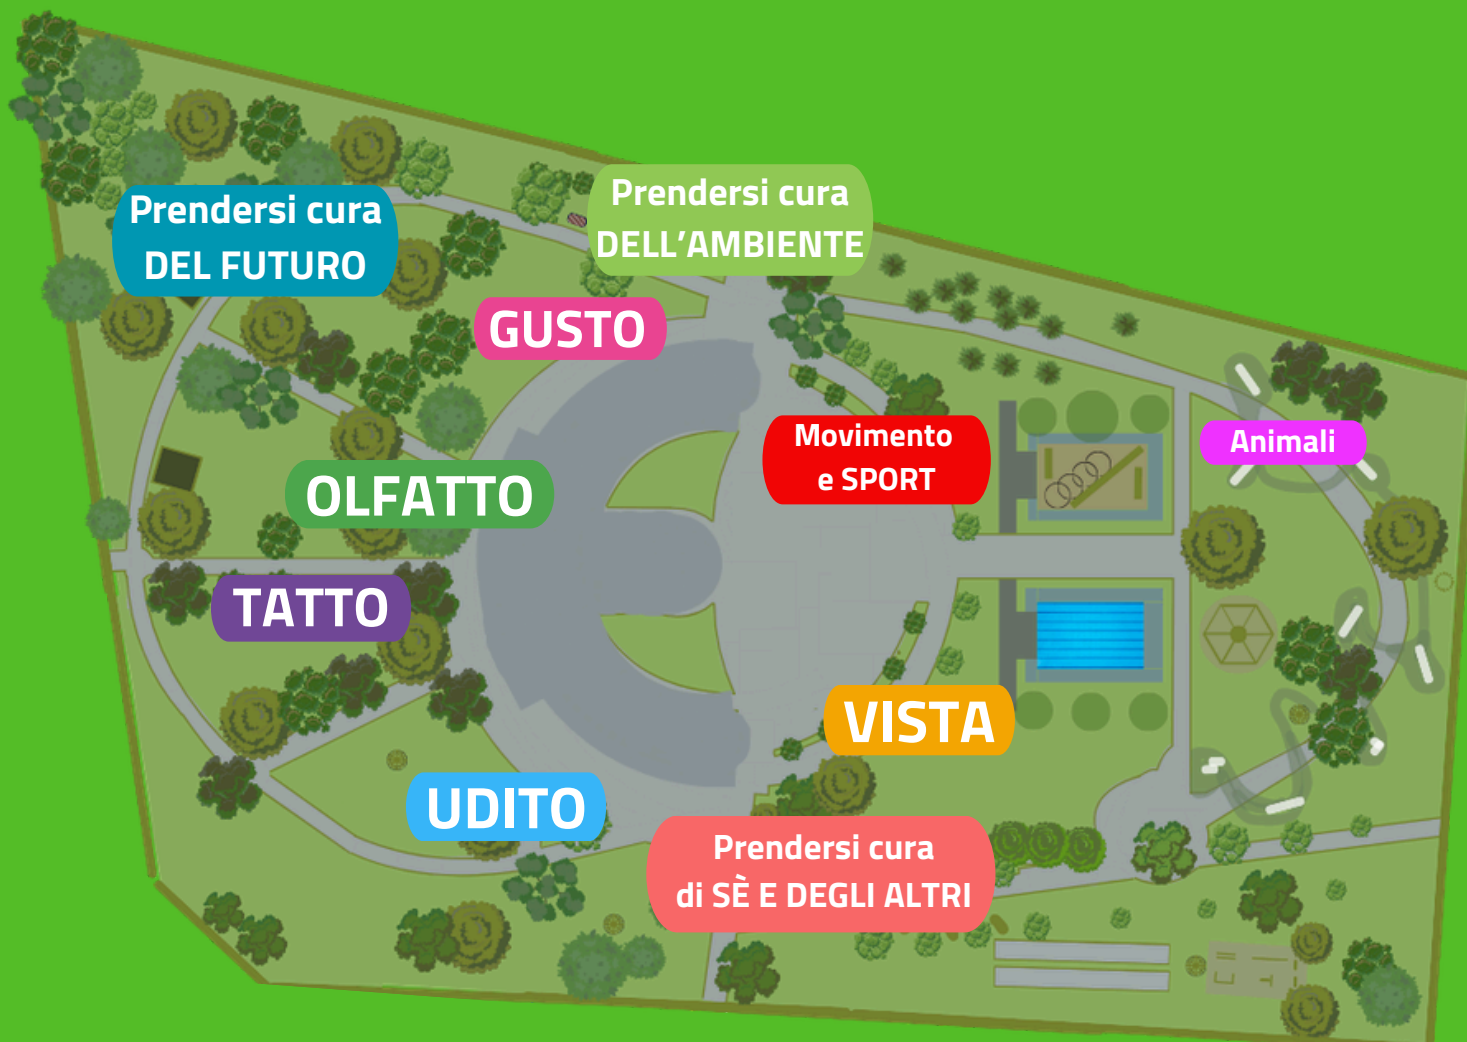 Prendersi cura
DEL FUTURO
Prendersi cura
DELL'AMBIENTE
GUSTO
Movimento
e SPORT
Animali
OLFATTO
TATTO
VISTA
UDITO
Prendersi cura
di SÈ E DEGLI ALTRI